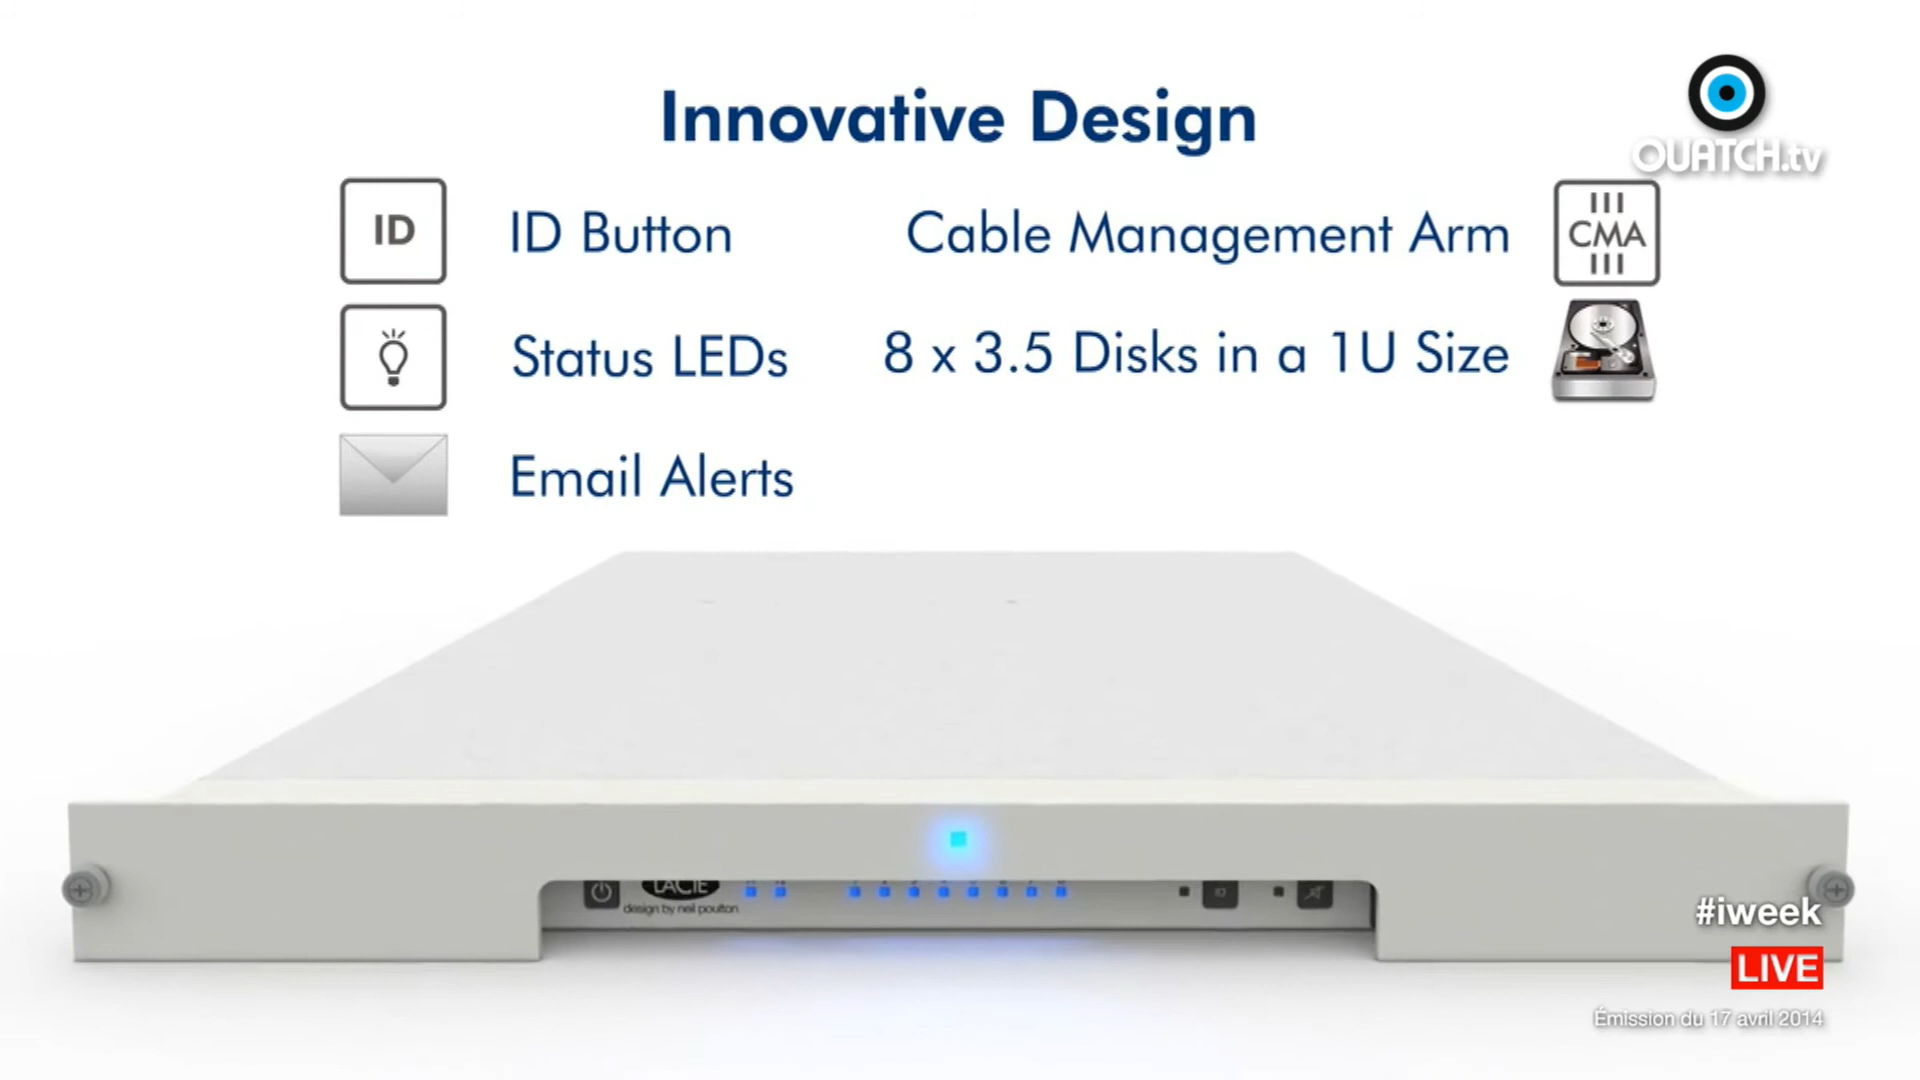 Innovative Design
OUATCH.tv
ID
ID Button
Cable Management Arm
CMA
Status LEDs
8 x 3.5 Disks in a 1U Size
Email Alerts
LACIE
design by neil poulton
ID
#iweek
LIVE
Émission du 17 avril 2014